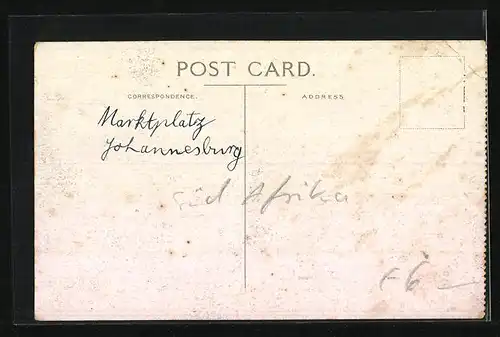 POST CARD.
CORRESPONDENCE.
ADDRESS
Marktplatz
Johannesburg
Süd Afrika